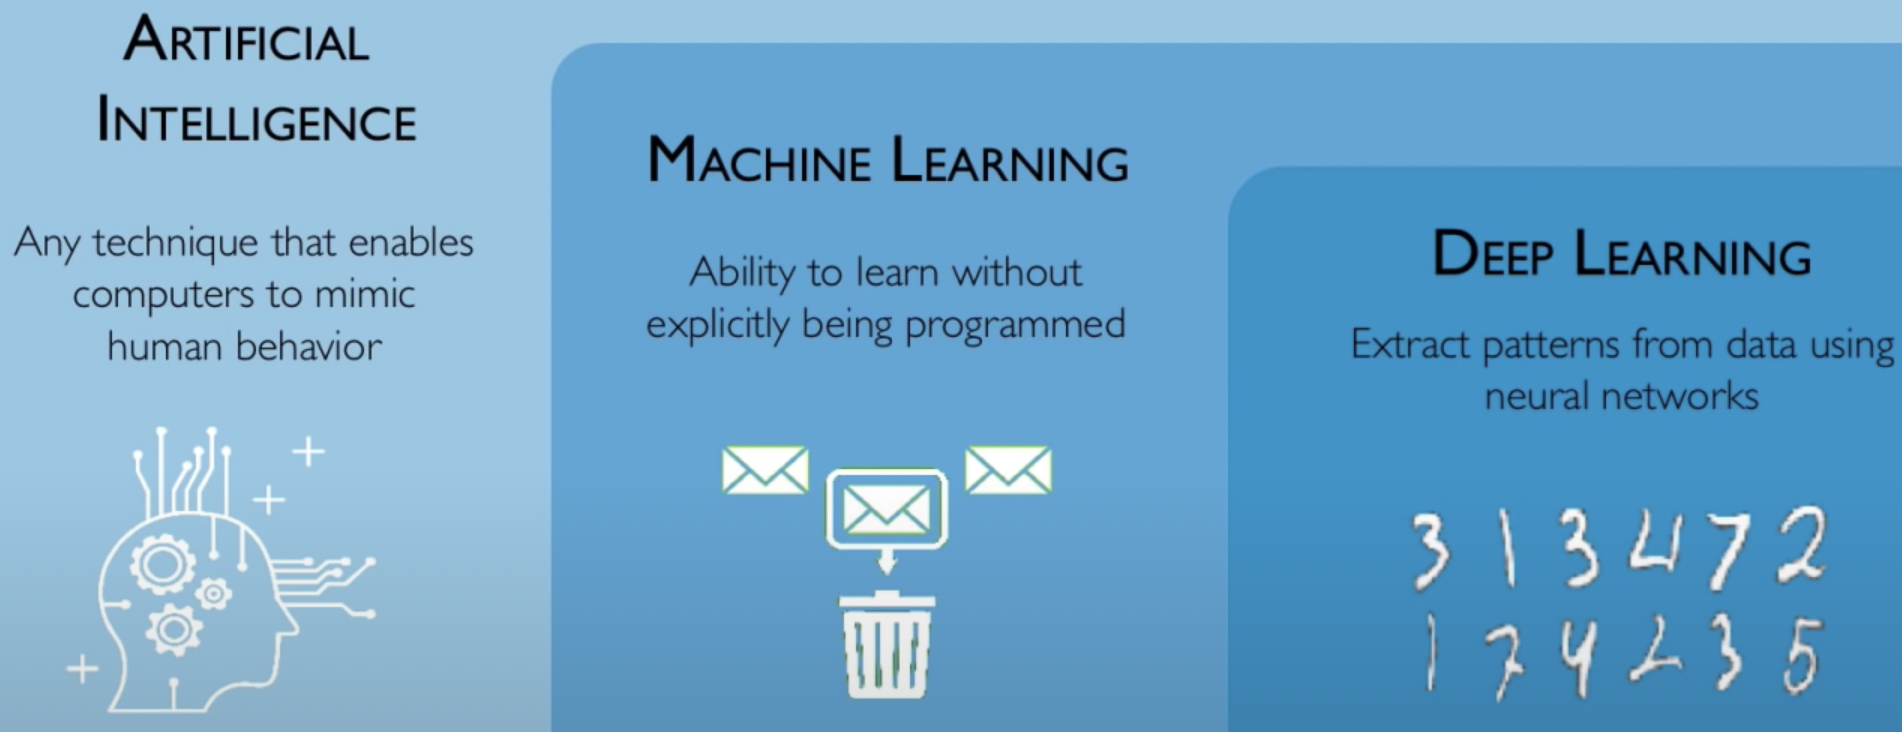 ARTIFICIAL
INTELLIGENCE
Any technique that enables
computers to mimic
human behavior
MACHINE LEARNING
Ability to learn without
explicitly being programmed
DEEP LEARNING
Extract patterns from data using
neural networks
3 1 3 4 7 2
1 7 4 2 3 5